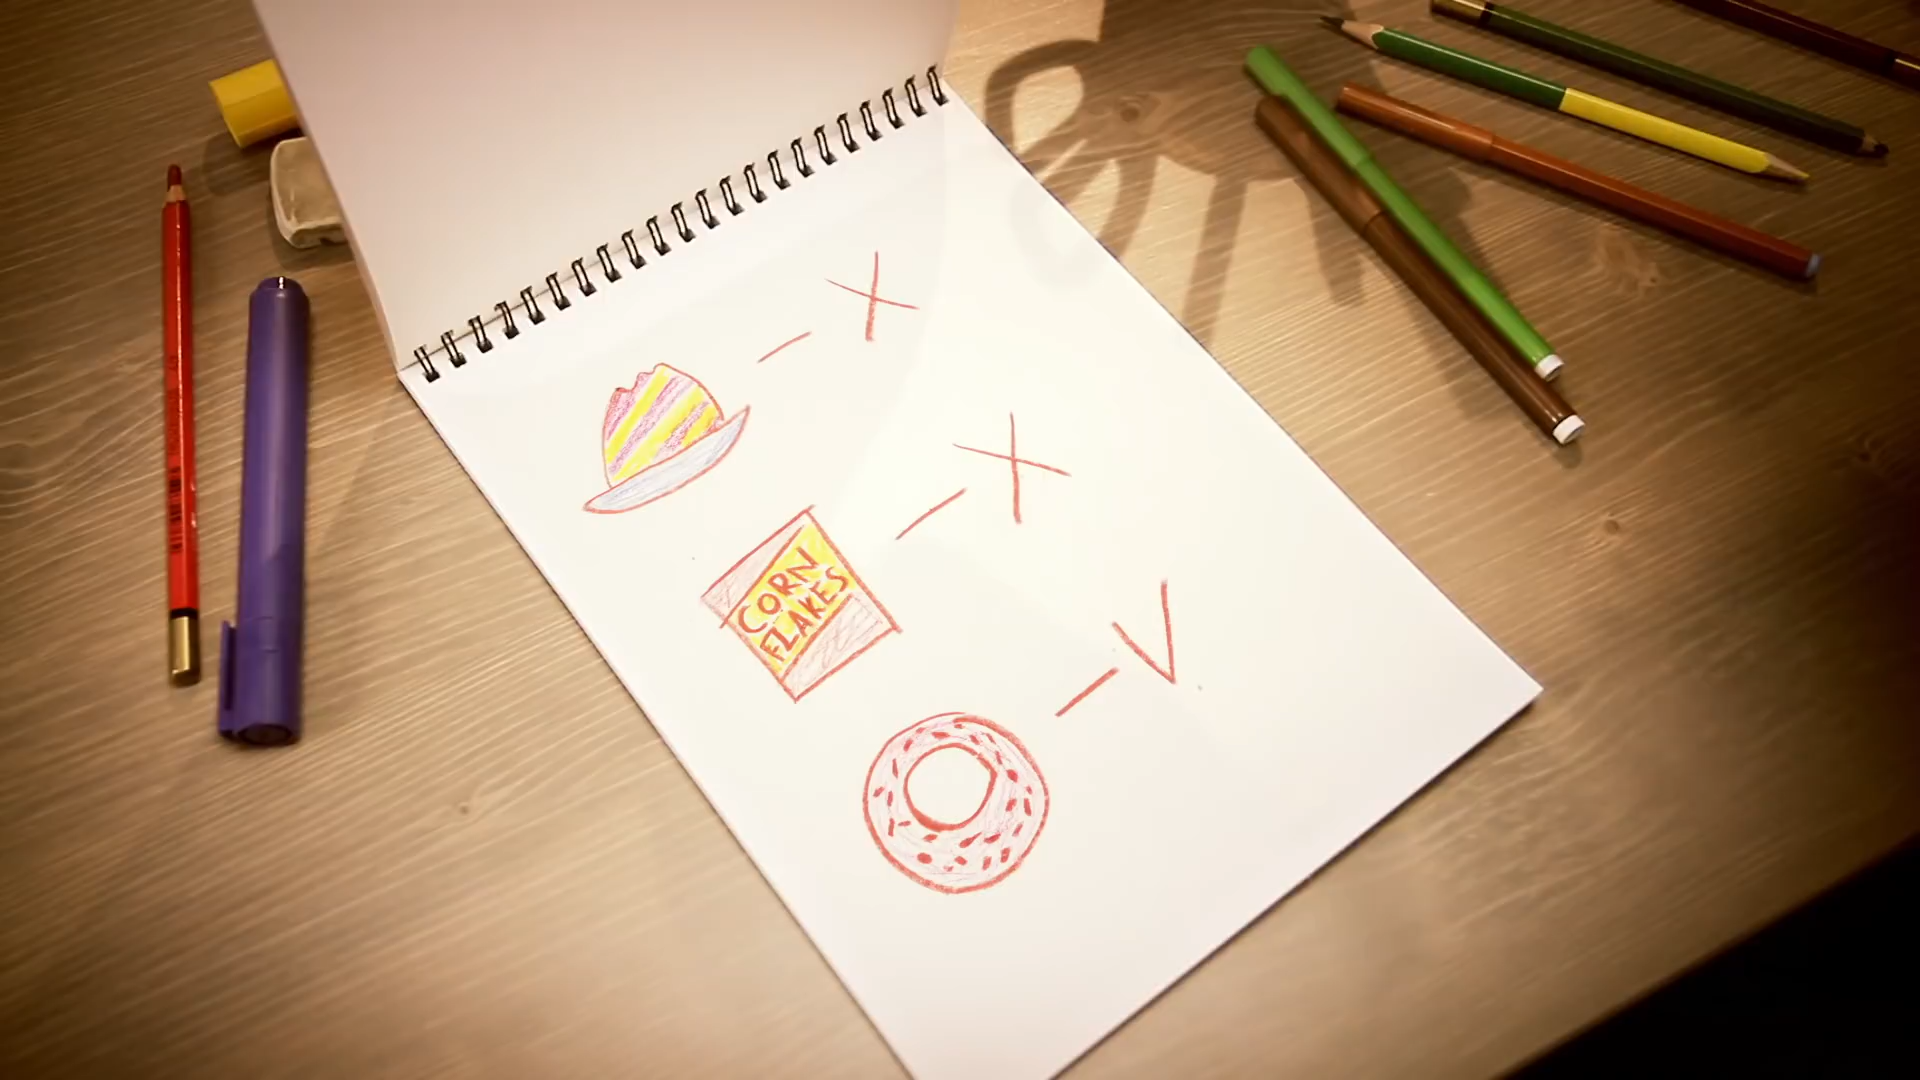 - X
- X
CORN
FLAKES
- V